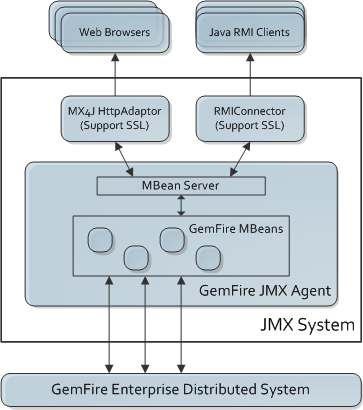 Web Browsers
Java RMI Clients
MX4J HttpAdaptor
(Support SSL)
RMIConnector
(Support SSL)
MBean Server
GemFire MBeans
GemFire JMX Agent
JMX System
GemFire Enterprise Distributed System